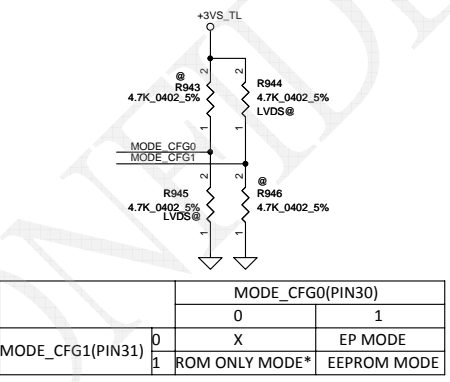 +3VS_TL
@
R943
4.7K_0402_5%
R944
4.7K_0402_5%
LVDS@
2
2
1
1
MODE_CFG0
MODE_CFG1
R945
4.7K_0402_5%
LVDS@
@
R946
4.7K_0402_5%
2
2
1
1
MODE_CFG0(PIN30)
0 1
MODE_CFG1(PIN31) 0 X EP MODE
1 ROM ONLY MODE* EEPROM MODE